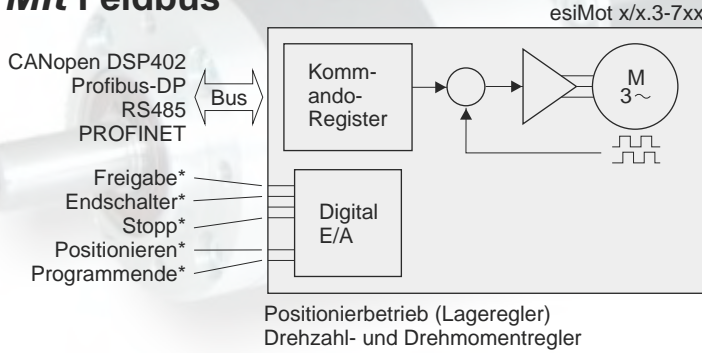 Mit Feldbus
esiMot x/x.3-7xx
CANopen DSP402
Profibus-DP
RS485
PROFINET
Bus
Komm-
ando-
Register
M
3~
Freigabe*
Endschalter*
Stopp*
Positionieren*
Programmende*
Digital
E/A
Positionierbetrieb (Lageregler)
Drehzahl- und Drehmomentregler